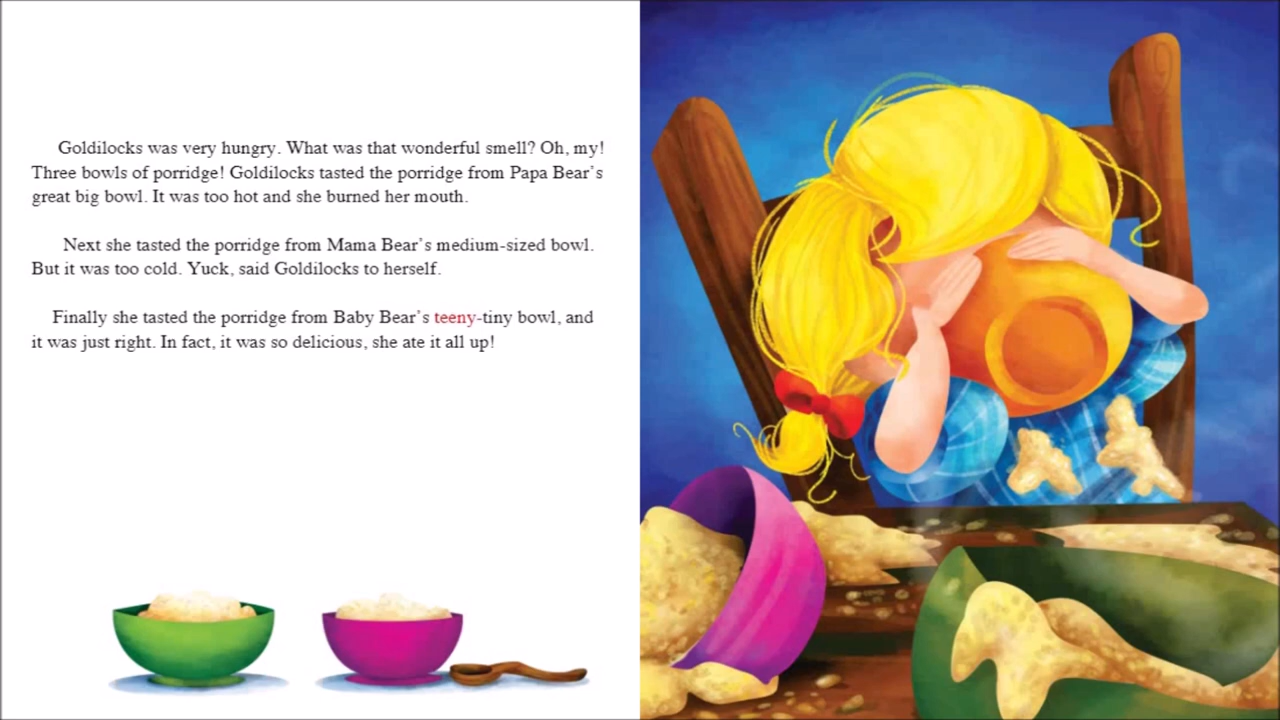 Goldilocks was very hungry. What was that wonderful smell? Oh, my!
Three bowls of porridge! Goldilocks tasted the porridge from Papa Bear's
great big bowl. It was too hot and she burned her mouth.
Next she tasted the porridge from Mama Bear's medium-sized bowl.
But it was too cold. Yuck, said Goldilocks to herself.
Finally she tasted the porridge from Baby Bear's teeny-tiny bowl, and
it was just right. In fact, it was so delicious, she ate it all up!